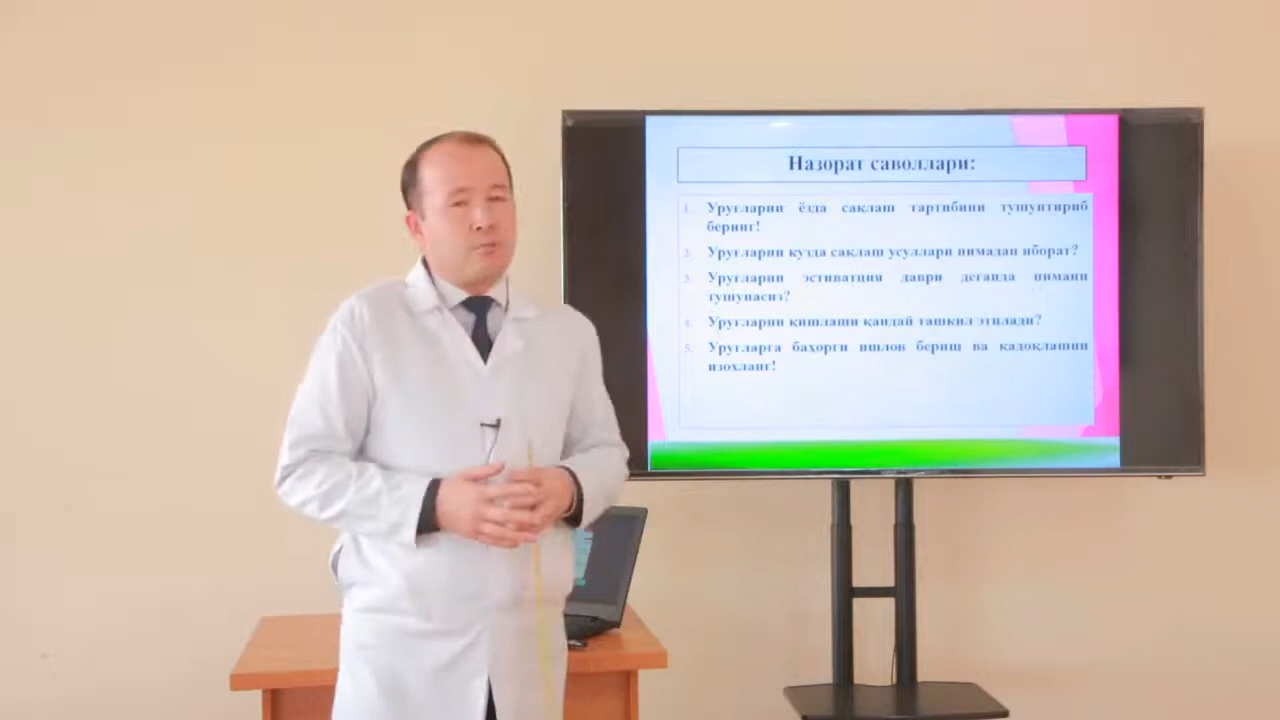 Назорат саволлари:
1. Уруғларни ёзда сақлаш тартибини тушунтириб
беринг!
2. Уруғларни кузда сақлаш усуллари нимадан иборат?
3. Уруғларни эстивация даври деганда нимани
тушунасиз?
4. Уруғларни қишлаши қандай ташкил этилади?
5. Уруғларга баҳорги ишлов бериш ва қадоқлашни
изоҳланг!